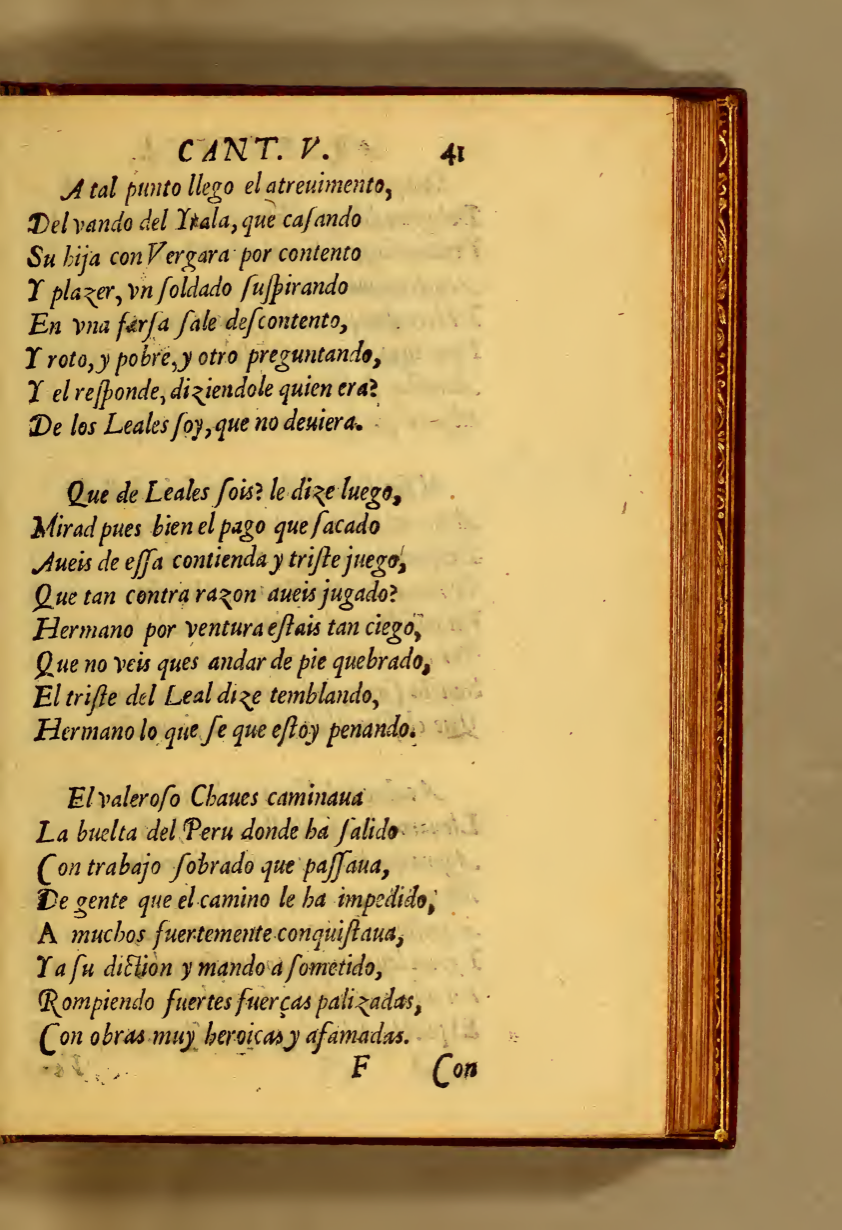 CANT. V. 41
A tal punto llego el atreuimento,
Del vando del Yrala, que caſando
Su hija con Vergara por contento
Y plazer, vn ſoldado ſuſpirando
En vna farſa ſale deſcontento,
Y roto, y pobre, y otro preguntando,
Y el reſponde, diziendole quien era?
De los Leales ſoy, que no deuiera.
Que de Leales ſois? le dize luego,
Mirad pues bien el pago que ſacado
Aueis de eſſa contienda y triſte juego,
Que tan contra razon aueis jugado?
Hermano por ventura eſtais tan ciego,
Que no veis ques andar de pie quebrado,
El triſte del Leal dize temblando,
Hermano lo que ſe que eſtoy penando.
El valeroſo Chaues caminaua
La buelta del Peru donde ha ſalido
Con trabajo ſobrado que paſſaua,
De gente que el camino le ha impedido,
A muchos fuertemente conquiſtaua,
Y a ſu diction y mando a ſometido,
Rompiendo fuertes fuerças palizadas,
Con obras muy heroicas y afamadas.
F Con